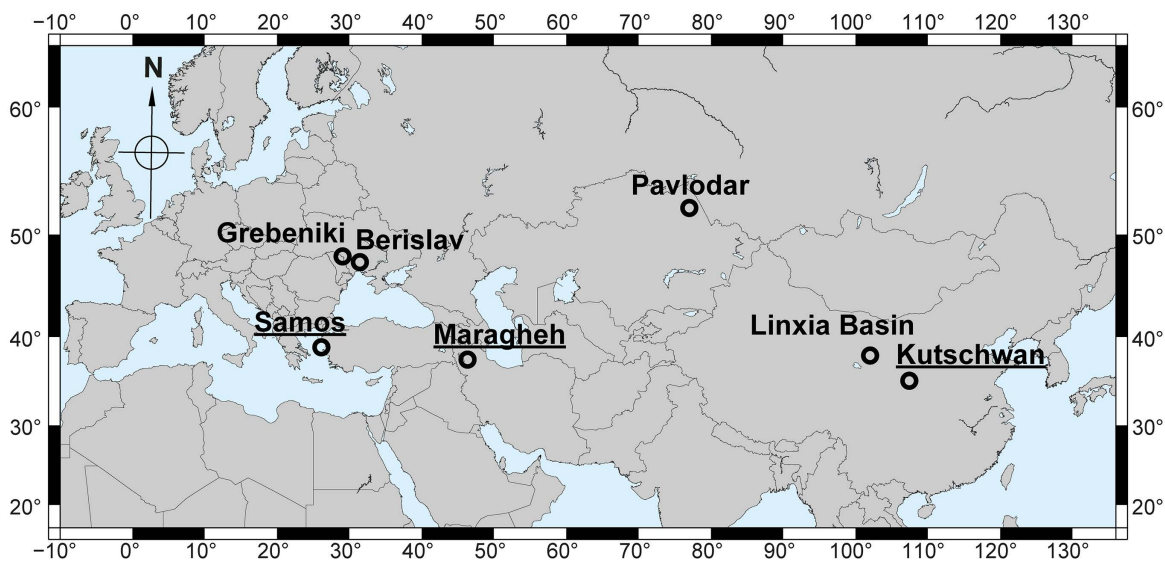 −10° 0° 10° 20° 30° 40° 50° 60° 70° 80° 90° 100° 110° 120° 130°
N
60° 60°
Pavlodar
50° 50°
Grebeniki Berislav
Samos Maragheh Linxia Basin
40° 40°
Kutschwan
30° 30°
20° 20°
−10° 0° 10° 20° 30° 40° 50° 60° 70° 80° 90° 100° 110° 120° 130°